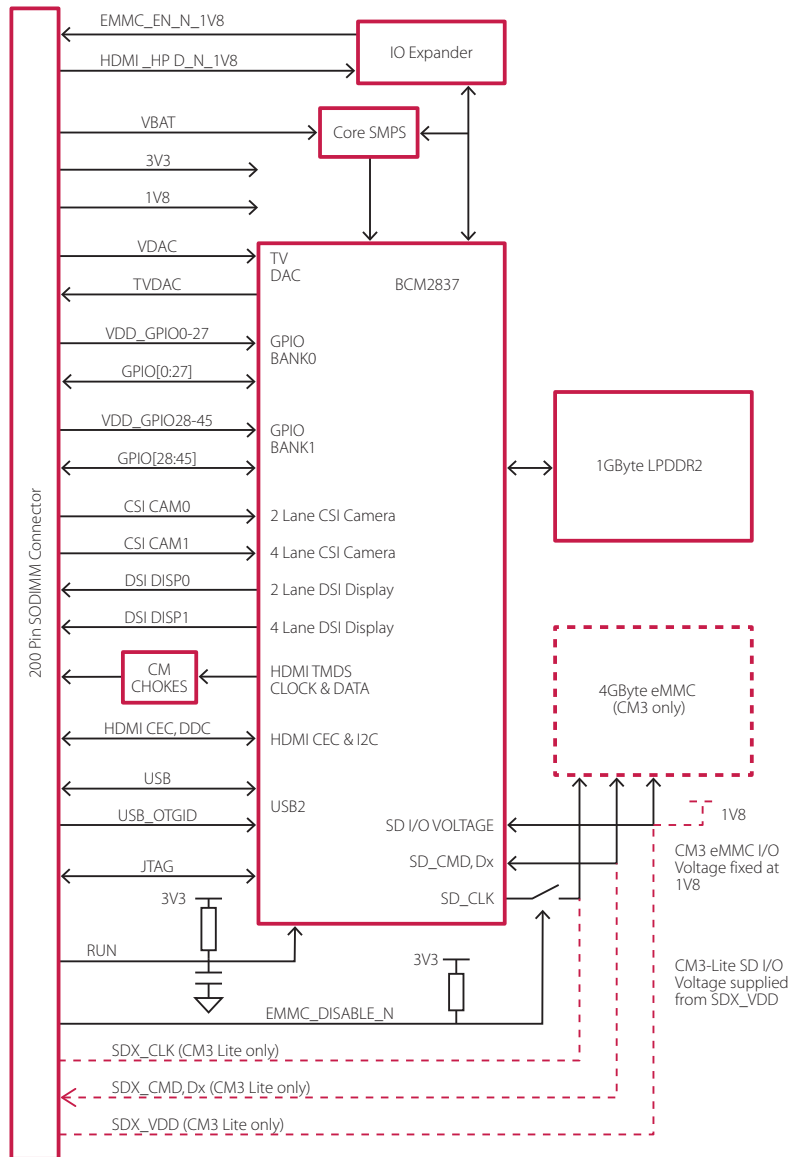 EMMC_EN_N_1V8
IO Expander
HDMI _HP D_N_1V8
VBAT
Core SMPS
3V3
1V8
VDAC
TV
DAC
BCM2837
TVDAC
VDD_GPIO0-27
GPIO
BANK0
GPIO[0:27]
VDD_GPIO28-45
GPIO
BANK1
GPIO[28:45]
1GByte LPDDR2
200 Pin SODIMM Connector
CSI CAM0
2 Lane CSI Camera
CSI CAM1
4 Lane CSI Camera
DSI DISP0
2 Lane DSI Display
DSI DISP1
4 Lane DSI Display
CM
CHOKES
HDMI TMDS
CLOCK & DATA
4GByte eMMC
(CM3 only)
HDMI CEC, DDC
HDMI CEC & I2C
USB
USB2
USB_OTGID
SD I/O VOLTAGE
1V8
SD_CMD, Dx
CM3 eMMC I/O
Voltage fixed at
1V8
JTAG
SD_CLK
3V3
RUN
3V3
CM3-Lite SD I/O
Voltage supplied
from SDX_VDD
EMMC_DISABLE_N
SDX_CLK (CM3 Lite only)
SDX_CMD, Dx (CM3 Lite only)
SDX_VDD (CM3 Lite only)